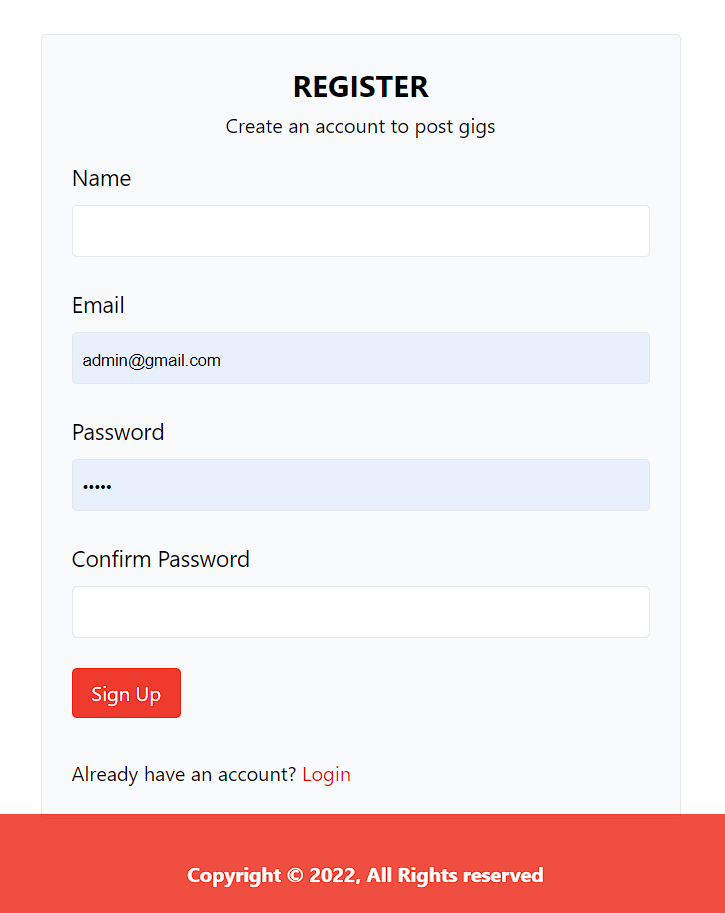 REGISTER
Create an account to post gigs
Name
Email
admin@gmail.com
Password
•••••
Confirm Password
Sign Up
Already have an account? Login
Copyright © 2022, All Rights reserved